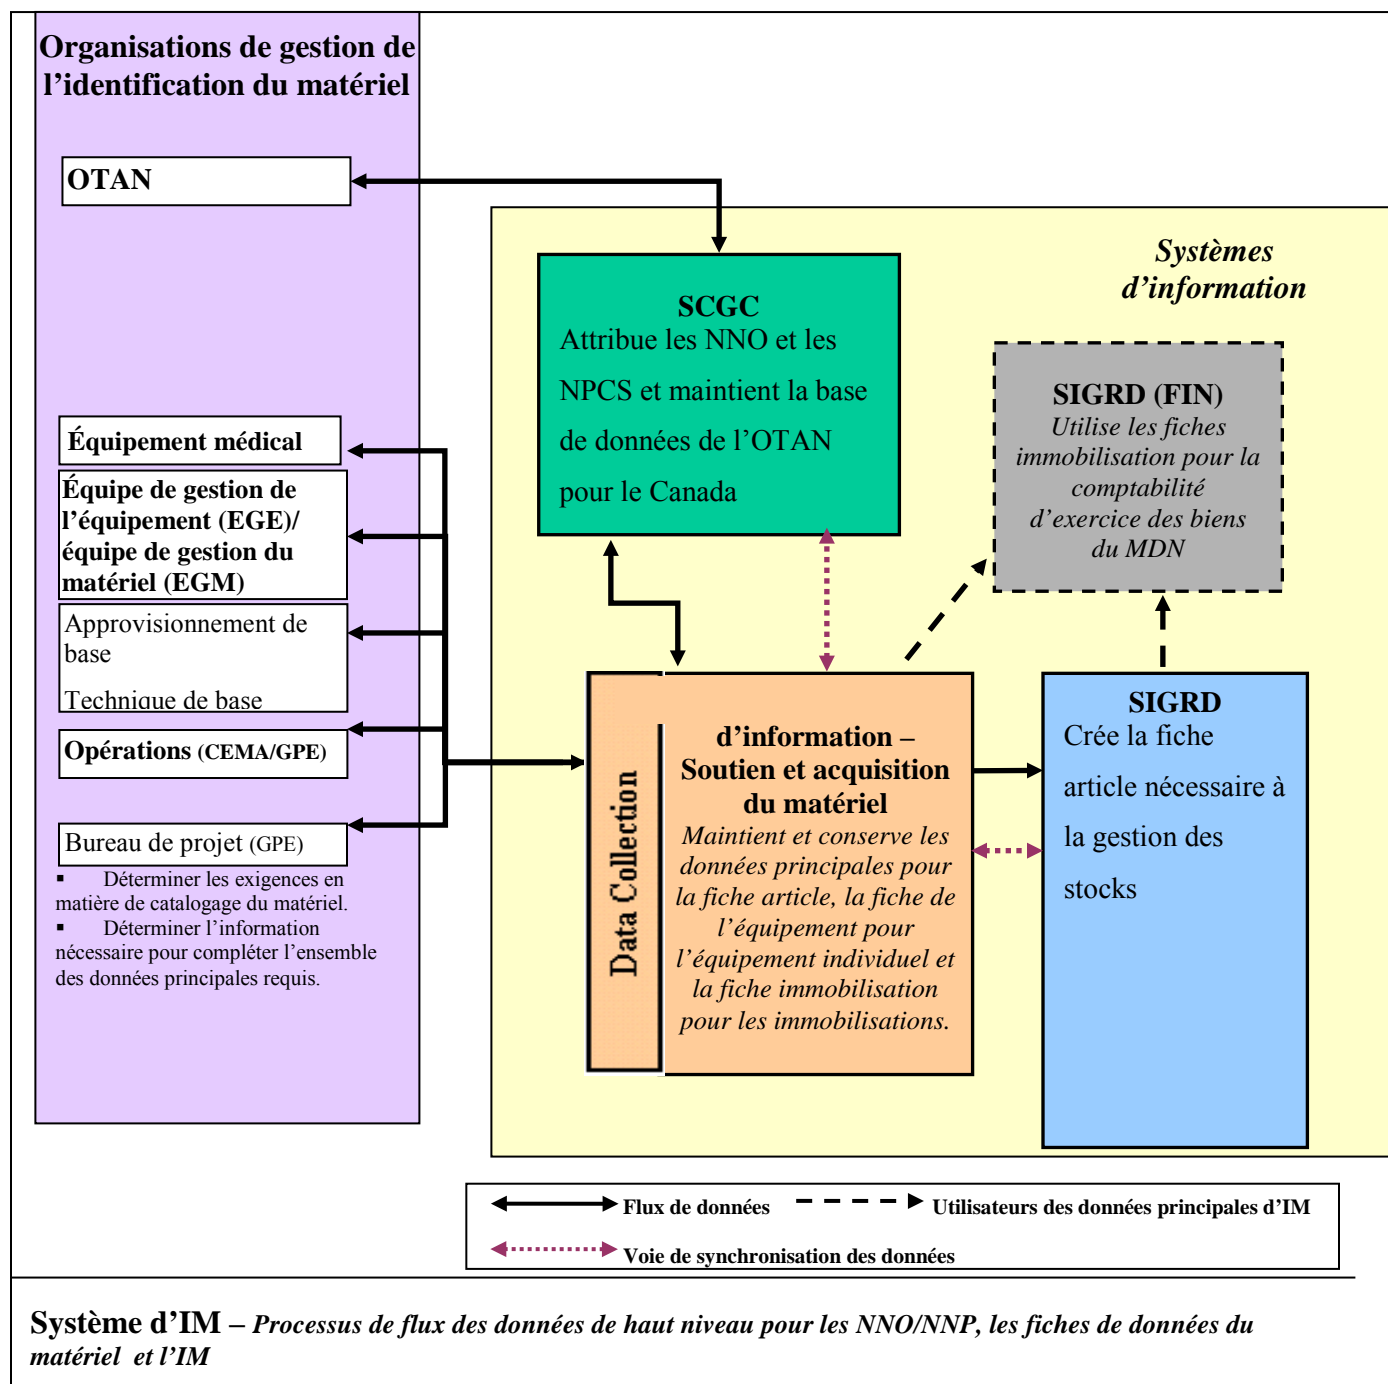 Organisations de gestion de
l’identification du matériel
OTAN
Équipement médical
Équipe de gestion de
l’équipement (EGE)/
équipe de gestion du
matériel (EGM)
Approvisionnement de
base
Technique de base
Opérations (CEMA/GPE)
Bureau de projet (GPE)
▪ Déterminer les exigences en
matière de catalogage du matériel.
▪ Déterminer l’information
nécessaire pour compléter l’ensemble
des données principales requis.
Systèmes
d’information
SCGC
Attribue les NNO et les
NPCS et maintient la base
de données de l’OTAN
pour le Canada
SIGRD (FIN)
Utilise les fiches
immobilisation pour la
comptabilité
d’exercice des biens
du MDN
Data Collection
d’information –
Soutien et acquisition
du matériel
Maintient et conserve les
données principales pour
la fiche article, la fiche de
l’équipement pour
l’équipement individuel et
la fiche immobilisation
pour les immobilisations.
SIGRD
Crée la fiche
article nécessaire à
la gestion des
stocks
Flux de données
Utilisateurs des données principales d’IM
Voie de synchronisation des données
Système d’IM – Processus de flux des données de haut niveau pour les NNO/NNP, les fiches de données du
matériel et l’IM